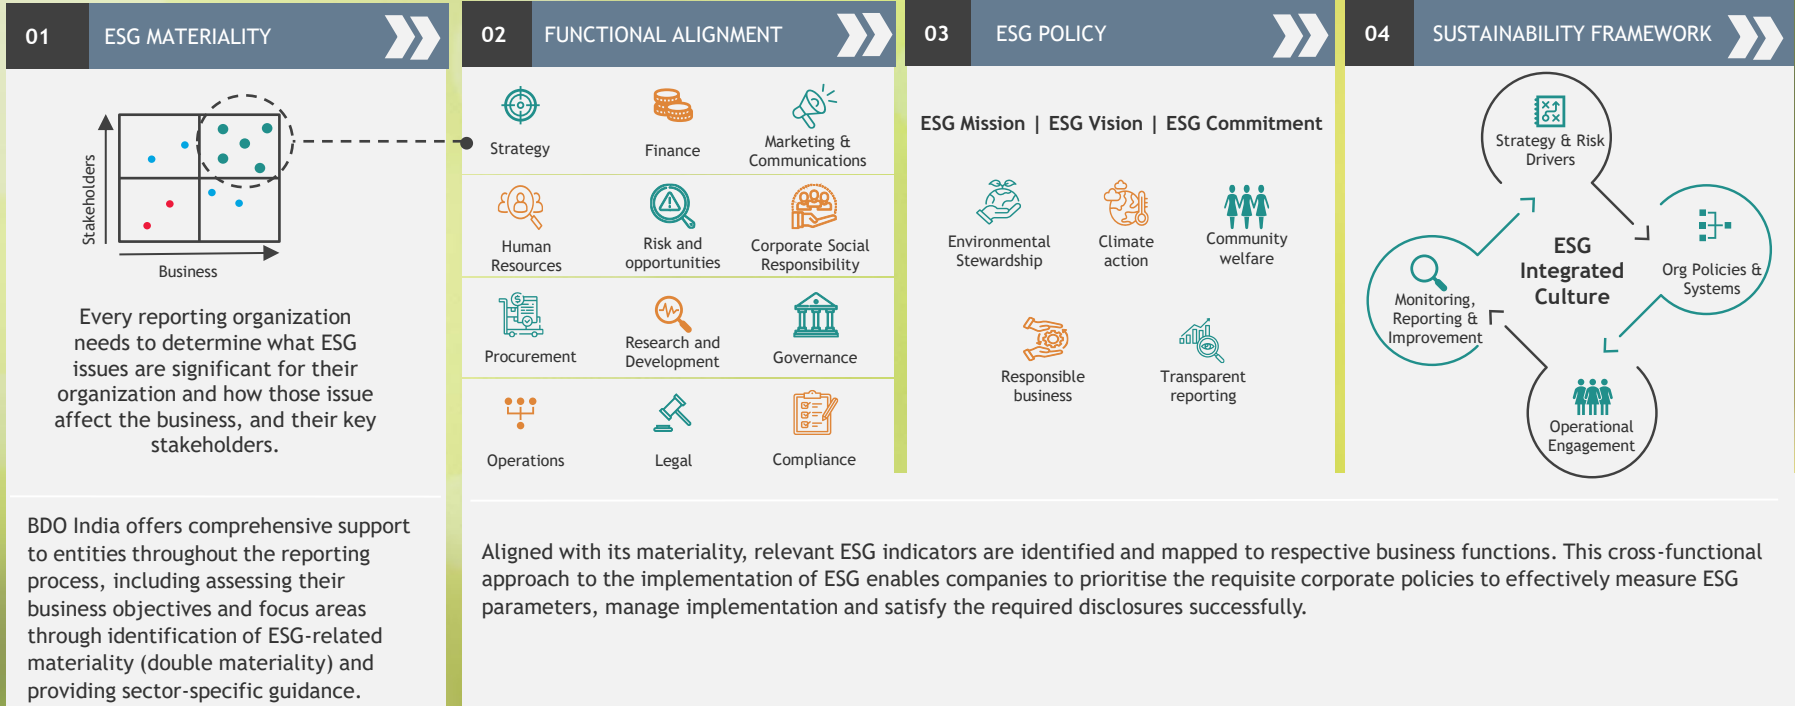 01
ESG MATERIALITY
Stakeholders
Business
Every reporting organization
needs to determine what ESG
issues are significant for their
organization and how those issue
affect the business, and their key
stakeholders.
BDO India offers comprehensive support
to entities throughout the reporting
process, including assessing their
business objectives and focus areas
through identification of ESG-related
materiality (double materiality) and
providing sector-specific guidance.
02
FUNCTIONAL ALIGNMENT
Strategy
Finance
Marketing &
Communications
Human
Resources
Risk and
opportunities
Corporate Social
Responsibility
Procurement
Research and
Development
Governance
Operations
Legal
Compliance
03
ESG POLICY
ESG Mission | ESG Vision | ESG Commitment
Environmental
Stewardship
Climate
action
Community
welfare
Responsible
business
Transparent
reporting
04
SUSTAINABILITY FRAMEWORK
Strategy & Risk
Drivers
Org Policies &
Systems
ESG
Integrated
Culture
Monitoring,
Reporting &
Improvement
Operational
Engagement
Aligned with its materiality, relevant ESG indicators are identified and mapped to respective business functions. This cross-functional
approach to the implementation of ESG enables companies to prioritise the requisite corporate policies to effectively measure ESG
parameters, manage implementation and satisfy the required disclosures successfully.